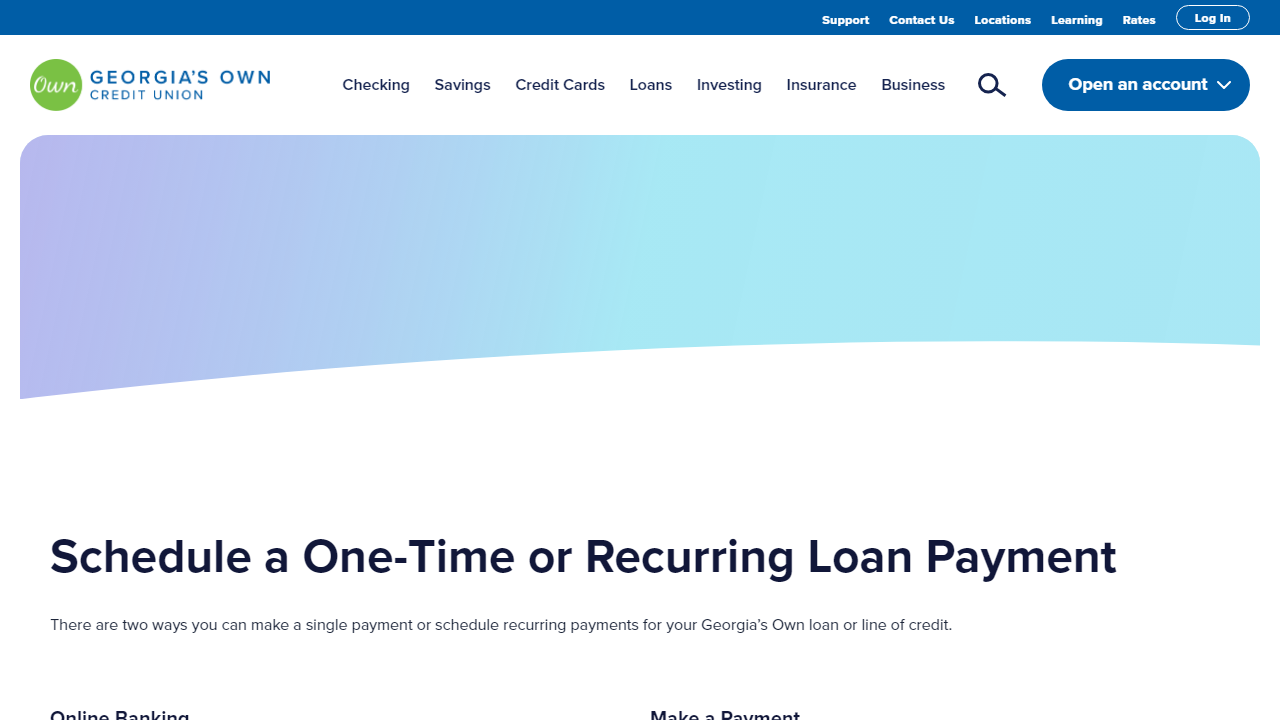 Support Contact Us Locations Learning Rates Log In
Own GEORGIA'S OWN
CREDIT UNION
Checking Savings Credit Cards Loans Investing Insurance Business Open an account
Schedule a One-Time or Recurring Loan Payment
There are two ways you can make a single payment or schedule recurring payments for your Georgia’s Own loan or line of credit.
Online Banking Make a Payment